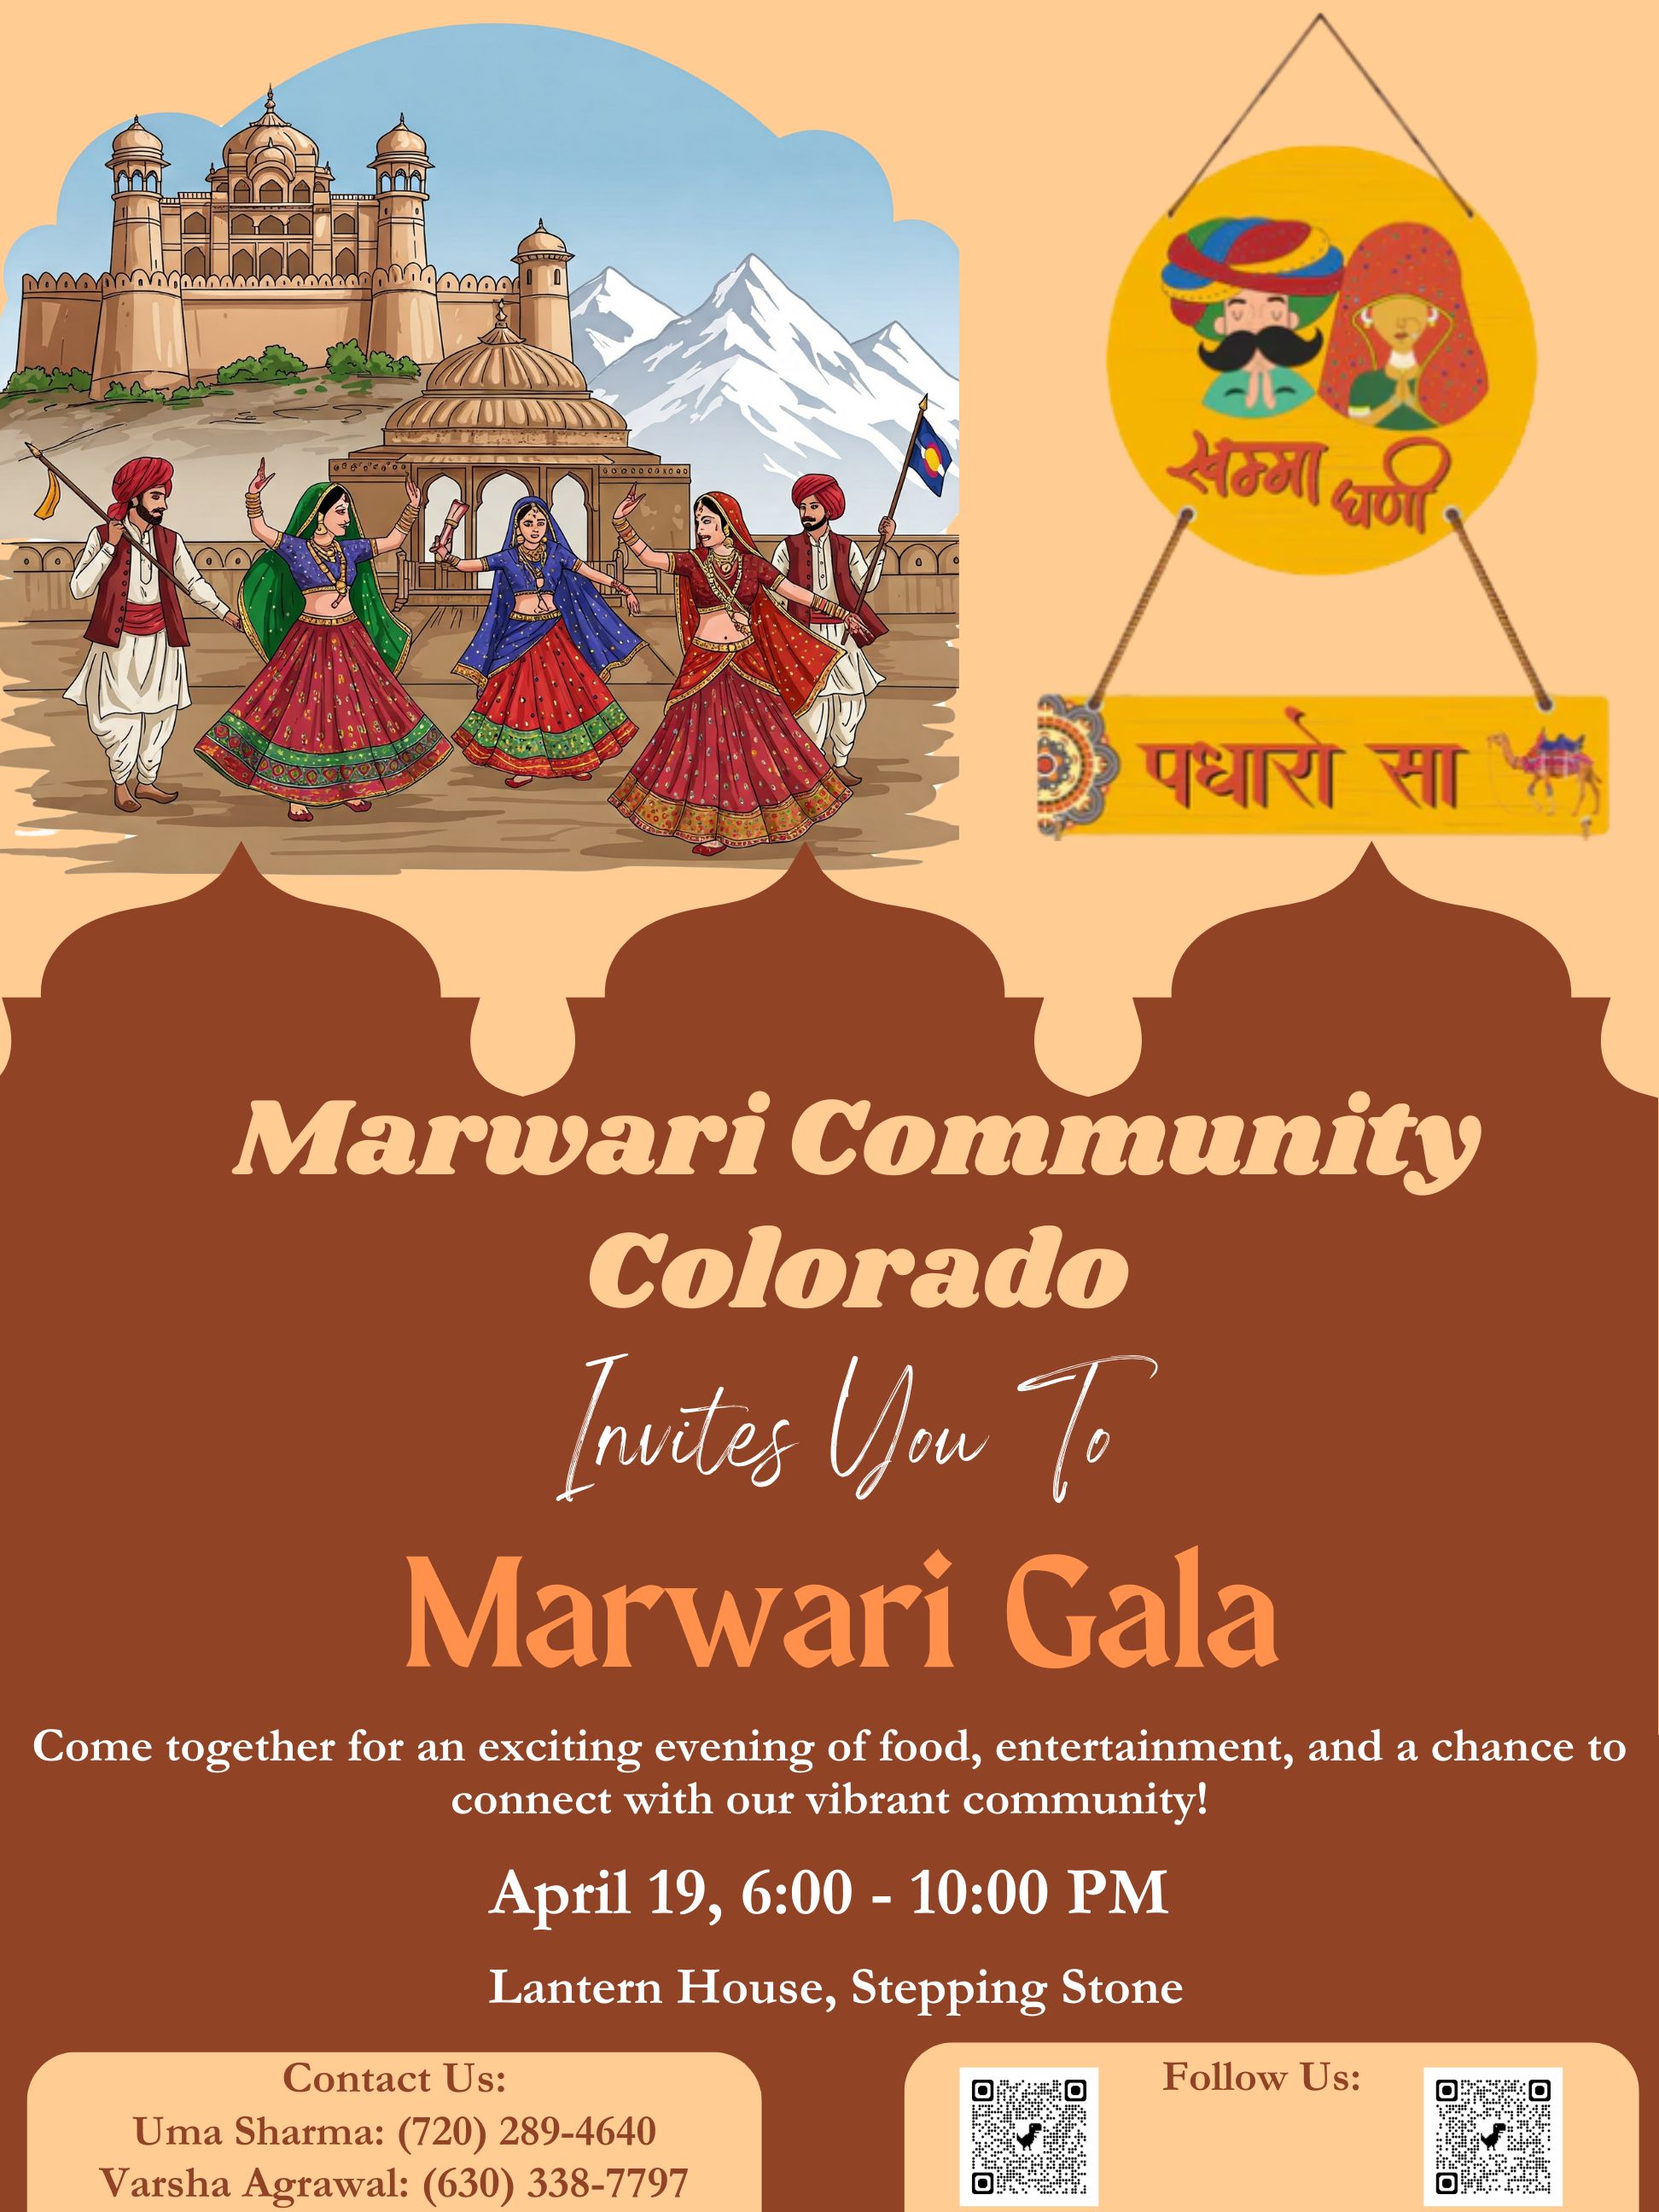 खम्मा घणी
पधारो सा
Marwari Community
Colorado
Invites You To
Marwari Gala
Come together for an exciting evening of food, entertainment, and a chance to
connect with our vibrant community!
April 19, 6:00 - 10:00 PM
Lantern House, Stepping Stone
Contact Us:
Uma Sharma: (720) 289-4640
Varsha Agrawal: (630) 338-7797
Follow Us: